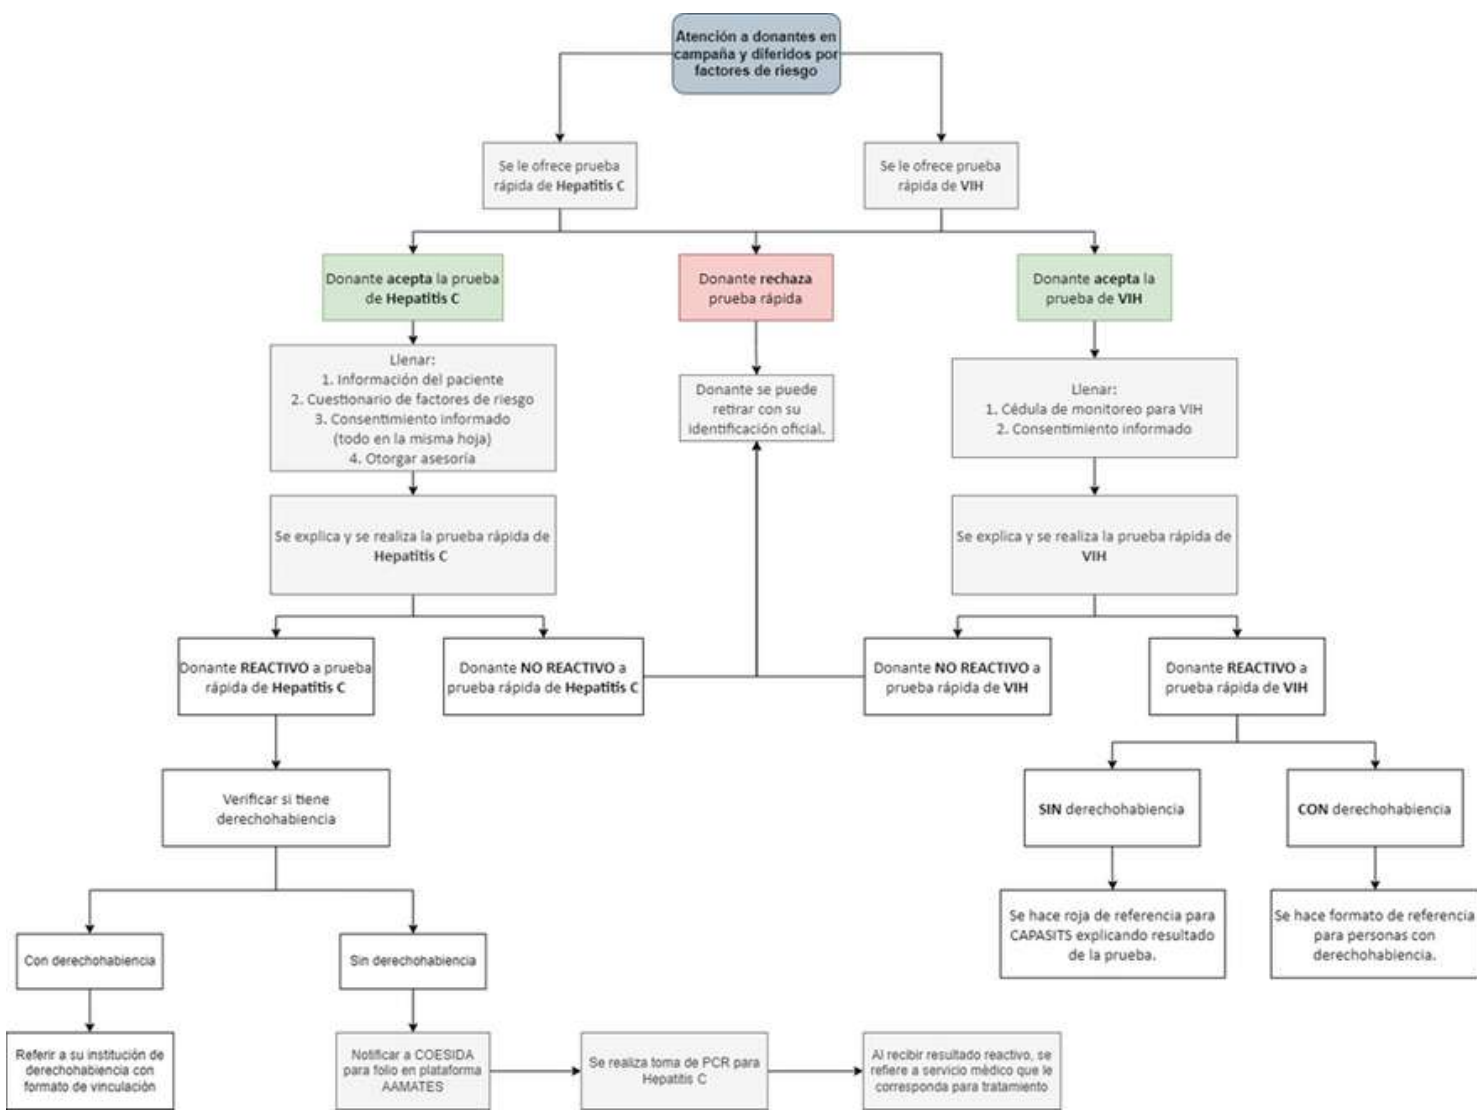 Atención a donantes en
campaña y diferidos por
factores de riesgo
Se le ofrece prueba
rápida de Hepatitis C
Se le ofrece prueba
rápida de VIH
Donante acepta la prueba
de Hepatitis C
Donante rechaza
prueba rápida
Donante acepta la
prueba de VIH
Llenar:
1. Información del paciente
2. Cuestionario de factores de riesgo
3. Consentimiento informado
(todo en la misma hoja)
4. Otorgar asesoría
Donante se puede
retirar con su
identificación oficial.
Llenar:
1. Cédula de monitoreo para VIH
2. Consentimiento informado
Se explica y se realiza la prueba rápida de
Hepatitis C
Se explica y se realiza la prueba rápida de
VIH
Donante REACTIVO a prueba
rápida de Hepatitis C
Donante NO REACTIVO a
prueba rápida de Hepatitis C
Donante NO REACTIVO a
prueba rápida de VIH
Donante REACTIVO a
prueba rápida de VIH
Verificar si tiene
derechohabiencia
SIN derechohabiencia
CON derechohabiencia
Se hace roja de referencia para
CAPASITS explicando resultado
de la prueba.
Se hace formato de referencia
para personas con
derechohabiencia.
Con derechohabiencia
Sin derechohabiencia
Referir a su institución de
derechohabiencia con
formato de vinculación
Notificar a COESIDA
para folio en plataforma
AAMATES
Se realiza toma de PCR para
Hepatitis C
Al recibir resultado reactivo, se
refiere a servicio médico que le
corresponda para tratamiento